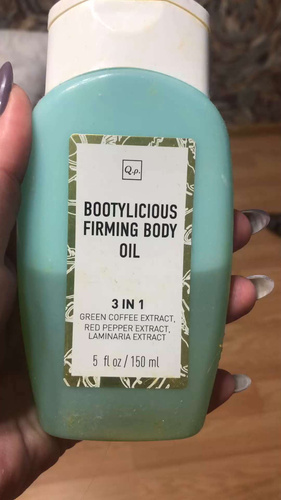 Q.p.
BOOTYLICIOUS
FIRMING BODY
OIL
3 IN 1
GREEN COFFEE EXTRACT,
RED PEPPER EXTRACT,
LAMINARIA EXTRACT
5 fl oz / 150 ml